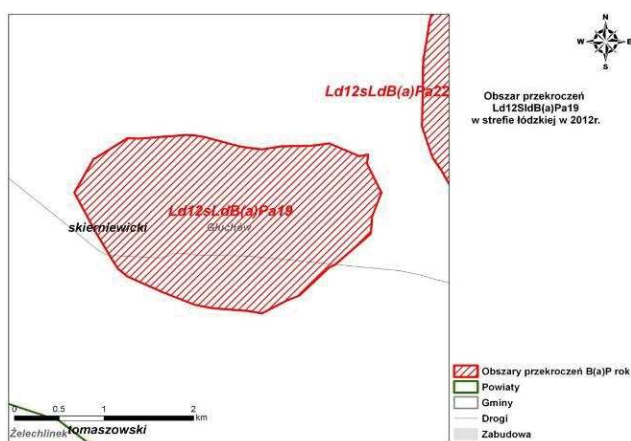 N
W E
S
Ld12sLdB(a)Pa22
Obszar przekroczeń
Ld12SldB(a)Pa19
w strefie łódzkiej w 2012r.
Ld12sLdB(a)Pa19
skierniewicki
Głuchów
Obszary przekroczeń B(a)P rok
Powiaty
Gminy
Drogi
Zabudowa
0 0.5 1 2
km
Żelechlinek
tomaszowski